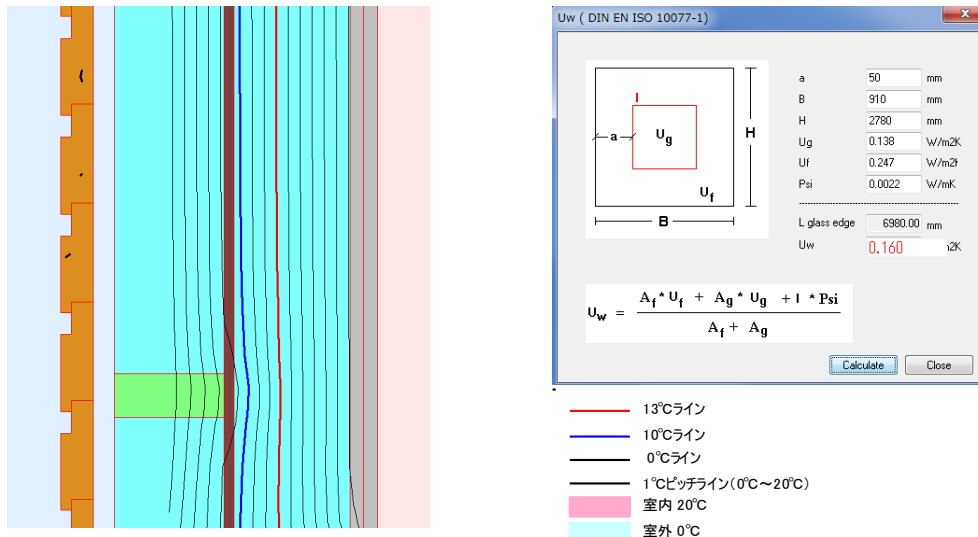 Uw ( DIN EN ISO 10077-1)
x
a 50 mm
B 910 mm
H 2780 mm
Ug 0.138 W/m2K
Uf 0.247 W/m2K
Psi 0.0022 W/mK
L glass edge 6980.00 mm
Uw 0.160 m2K
l
a
Ug
H
Uf
B
Uw = Af * Uf + Ag * Ug + l * Psi
Af + Ag
Calculate Close
13℃ライン
10℃ライン
0℃ライン
1℃ピッチライン(0℃～20℃)
室内 20℃
室外 0℃